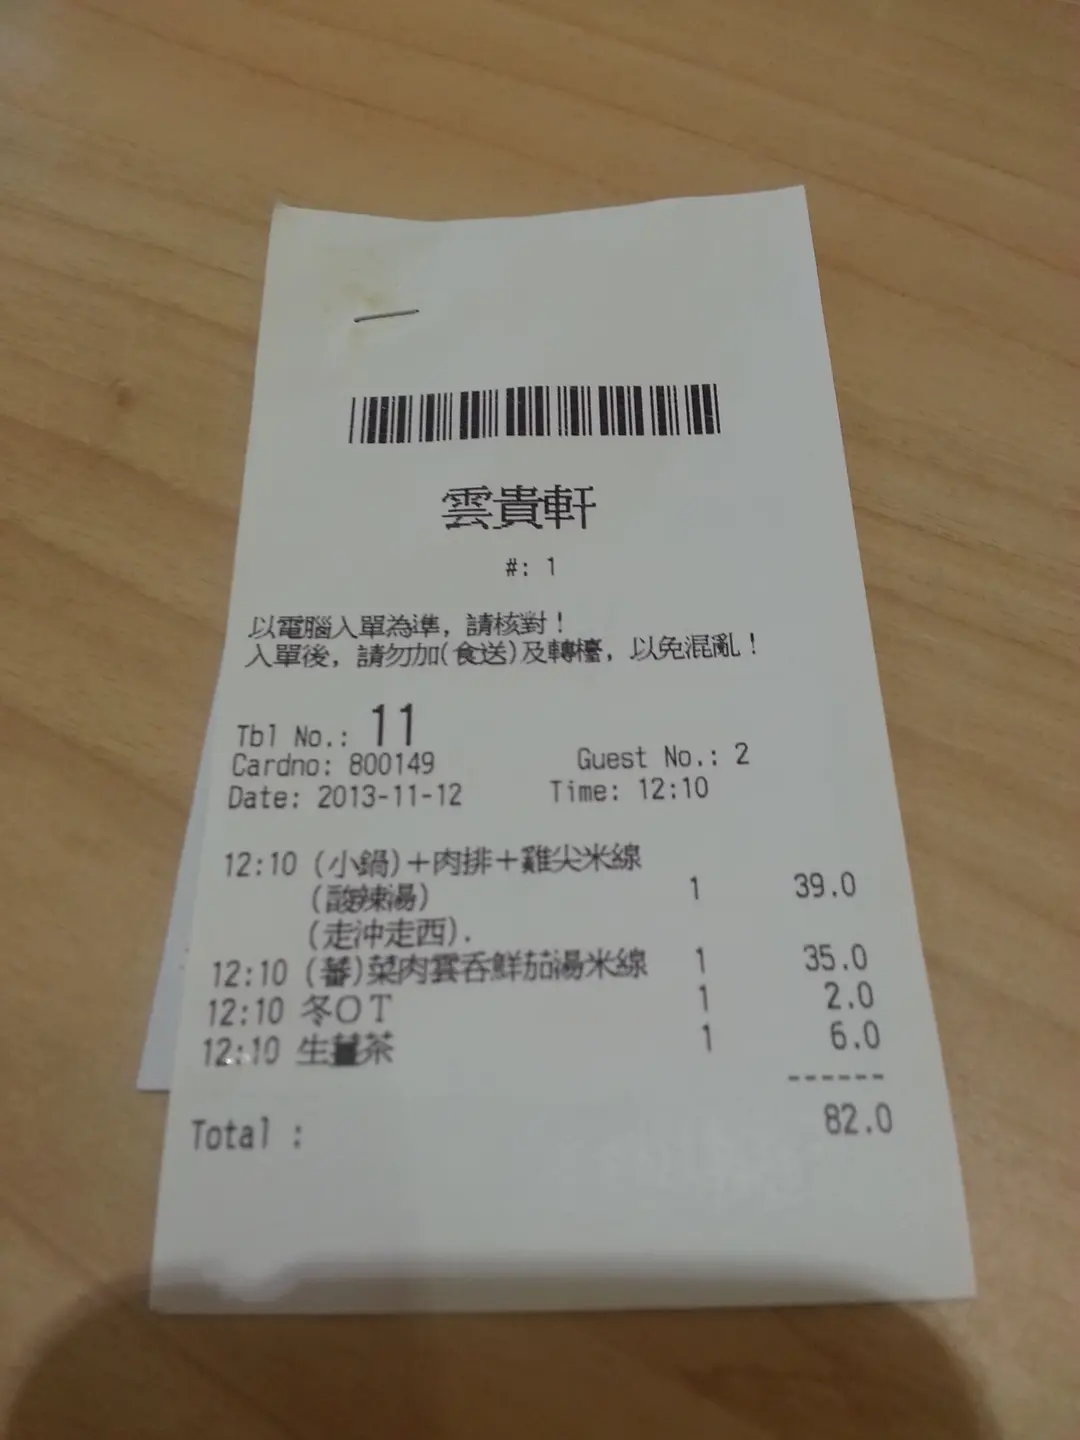 雲貴軒
#: 1
以電腦入單為準，請核對！
入單後，請勿加(食送)及轉檯，以免混亂！
Tbl No.: 11
Cardno: 800149 Guest No.: 2
Date: 2013-11-12 Time: 12:10
12:10 (小鍋)+肉排+雞尖米線
(酸辣湯) 1 39.0
(走沖走西).
12:10 (蕃)菜肉雲吞鮮茄湯米線 1 35.0
12:10 冬OT 1 2.0
12:10 生薑茶 1 6.0
------
Total : 82.0